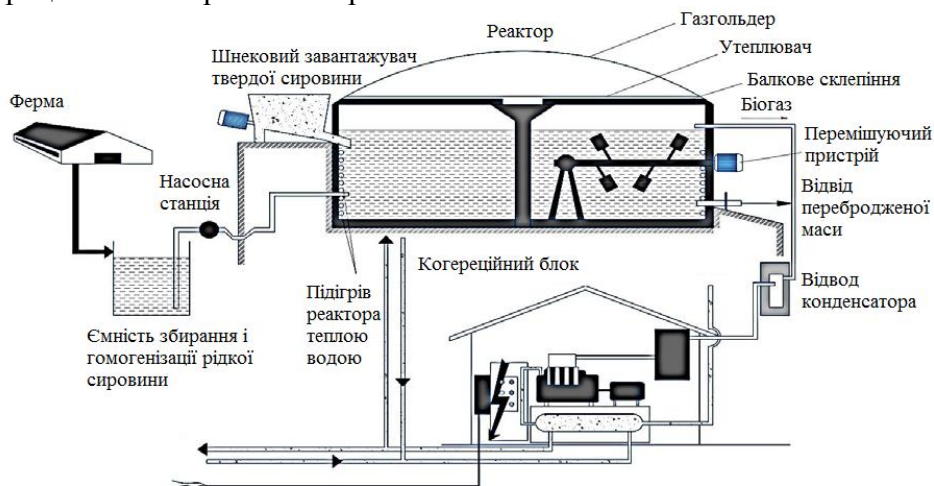 Реактор
Газгольдер
Утеплювач
Балкове склепіння
Біогаз
Шнековий завантажувач
твердої сировини
Ферма
Перемішуючий
пристрій
Насосна
станція
Відвід
перебродженої
маси
Когереційний блок
Відвод
конденсатора
Підігрів
реактора
теплою
водою
Ємність збирання і
гомогенізації рідкої
сировини